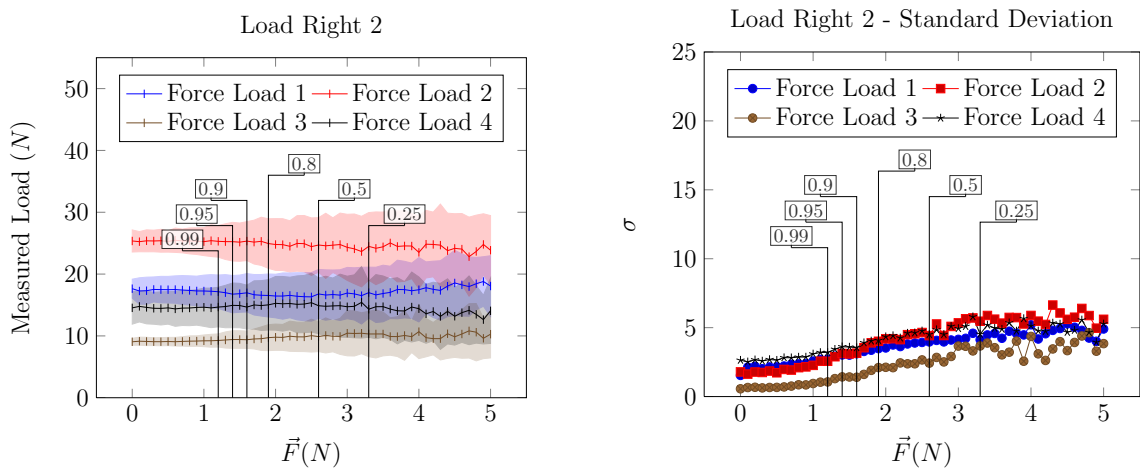 Load Right 2
Measured Load (N)
50
40
30
20
10
0
Force Load 1
Force Load 2
Force Load 3
Force Load 4
0.8
0.9
0.5
0.95
0.25
0.99
0 1 2 3 4 5
F⃗(N)
Load Right 2 - Standard Deviation
σ
25
20
15
10
5
0
Force Load 1
Force Load 2
Force Load 3
Force Load 4
0.8
0.9
0.5
0.95
0.25
0.99
0 1 2 3 4 5
F⃗(N)